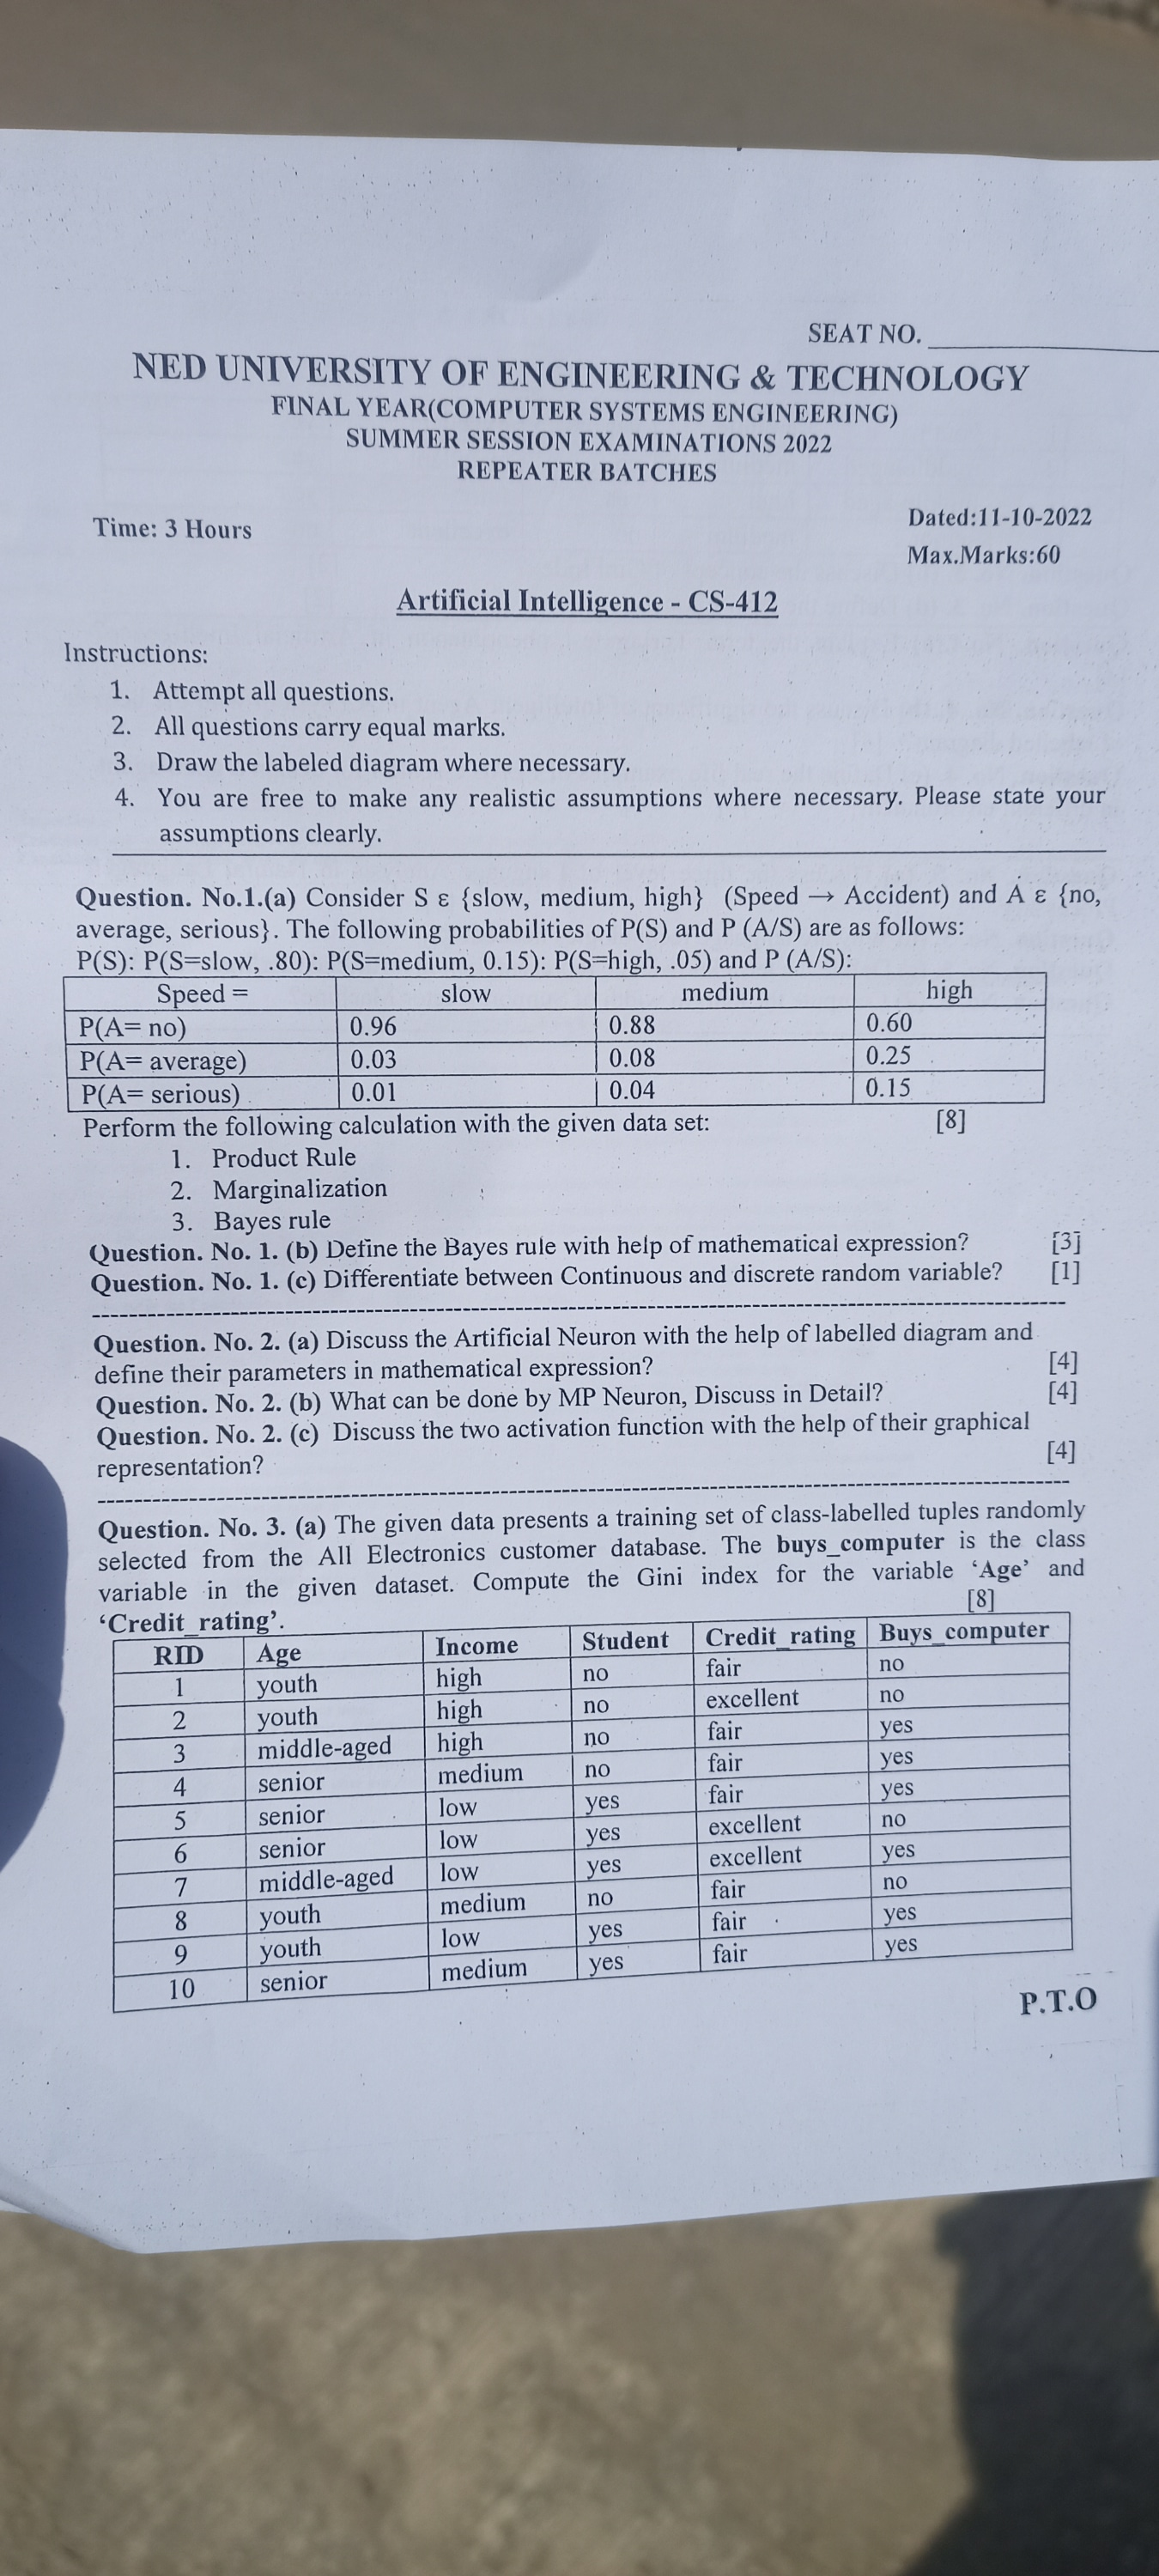 SEAT NO.
NED UNIVERSITY OF ENGINEERING & TECHNOLOGY
FINAL YEAR(COMPUTER SYSTEMS ENGINEERING)
SUMMER SESSION EXAMINATIONS 2022
REPEATER BATCHES
Time: 3 Hours
Dated:11-10-2022
Max.Marks:60
Artificial Intelligence - CS-412
Instructions:
1. Attempt all questions.
2. All questions carry equal marks.
3. Draw the labeled diagram where necessary.
4. You are free to make any realistic assumptions where necessary. Please state your
assumptions clearly.
Question. No.1.(a) Consider S ε {slow, medium, high} (Speed → Accident) and A ε {no,
average, serious}. The following probabilities of P(S) and P (A/S) are as follows:
P(S): P(S=slow, .80): P(S=medium, 0.15): P(S=high, .05) and P (A/S):
Speed = slow medium high
P(A= no) 0.96 0.88 0.60
P(A= average) 0.03 0.08 0.25
P(A= serious) 0.01 0.04 0.15
Perform the following calculation with the given data set: [8]
1. Product Rule
2. Marginalization
3. Bayes rule
Question. No. 1. (b) Define the Bayes rule with help of mathematical expression? [3]
Question. No. 1. (c) Differentiate between Continuous and discrete random variable? [1]
Question. No. 2. (a) Discuss the Artificial Neuron with the help of labelled diagram and
define their parameters in mathematical expression? [4]
Question. No. 2. (b) What can be done by MP Neuron, Discuss in Detail? [4]
Question. No. 2. (c) Discuss the two activation function with the help of their graphical
representation? [4]
Question. No. 3. (a) The given data presents a training set of class-labelled tuples randomly
selected from the All Electronics customer database. The buys_computer is the class
variable in the given dataset. Compute the Gini index for the variable ‘Age’ and
‘Credit_rating’. [8]
RID Age Income Student Credit_rating Buys_computer
1 youth high no fair no
2 youth high no excellent no
3 middle-aged high no fair yes
4 senior medium no fair yes
5 senior low yes fair yes
6 senior low yes excellent no
7 middle-aged low yes excellent yes
8 youth medium no fair no
9 youth low yes fair yes
10 senior medium yes fair yes
P.T.O